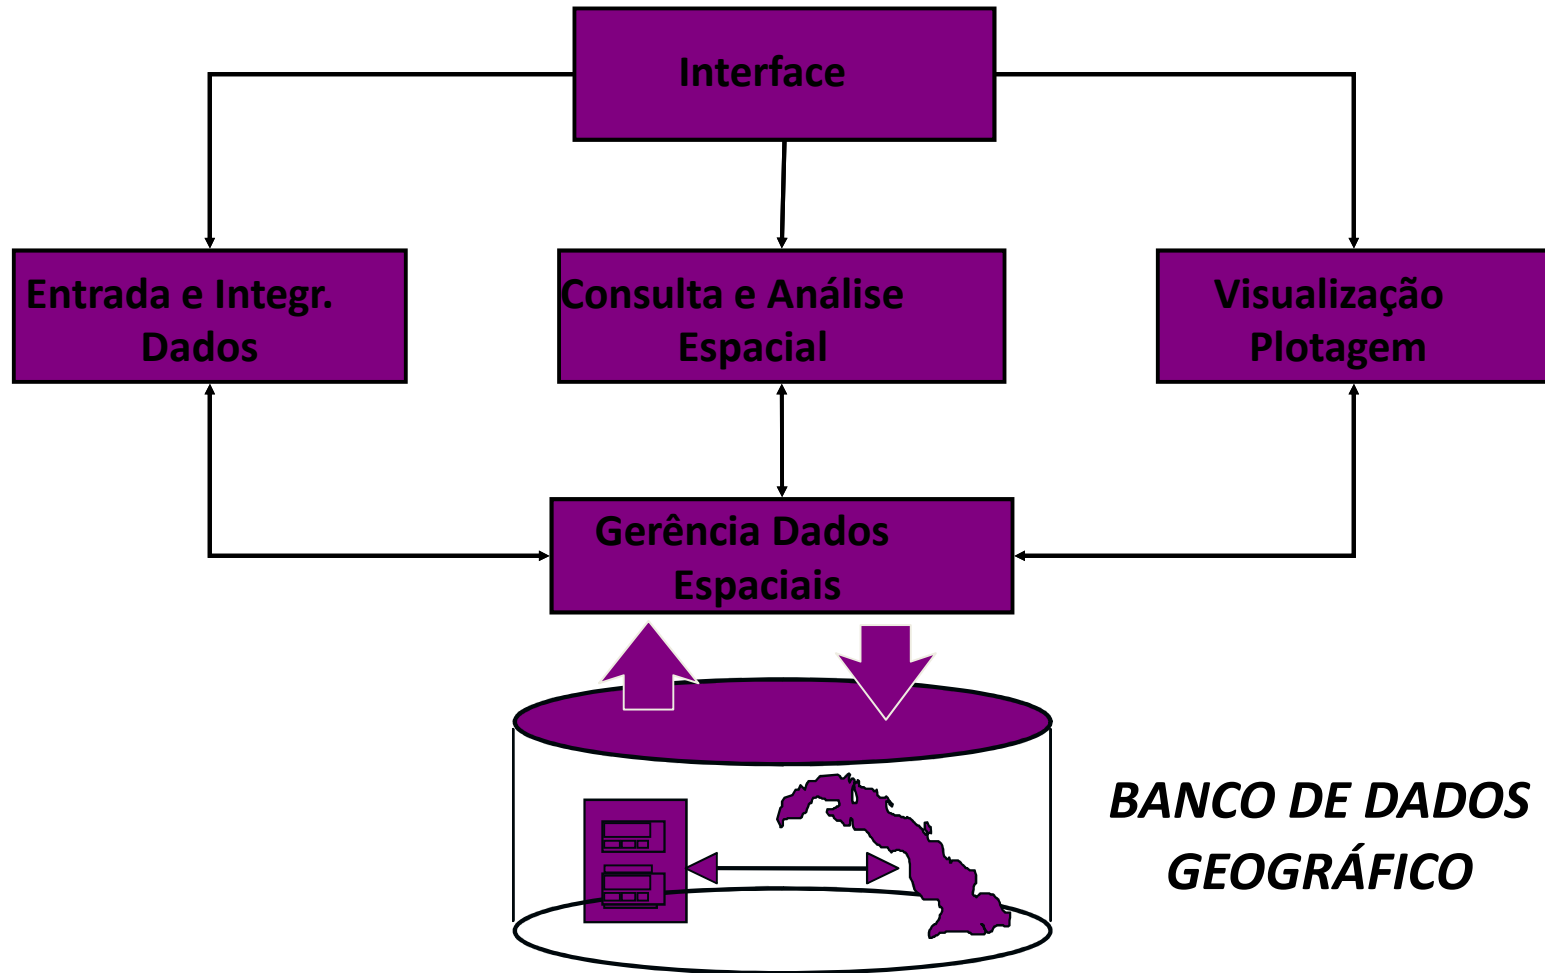 Interface
Entrada e Integr.
Dados
Consulta e Análise
Espacial
Visualização
Plotagem
Gerência Dados
Espaciais
BANCO DE DADOS
GEOGRÁFICO